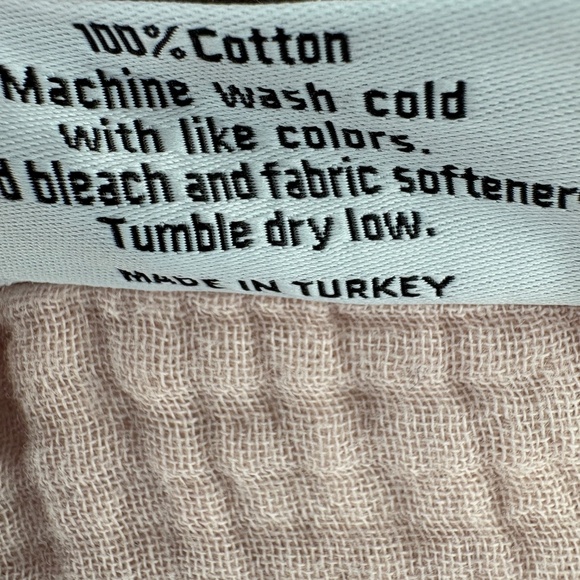 100% Cotton
Machine wash cold
with like colors.
bleach and fabric softener
Tumble dry low.
MADE IN TURKEY